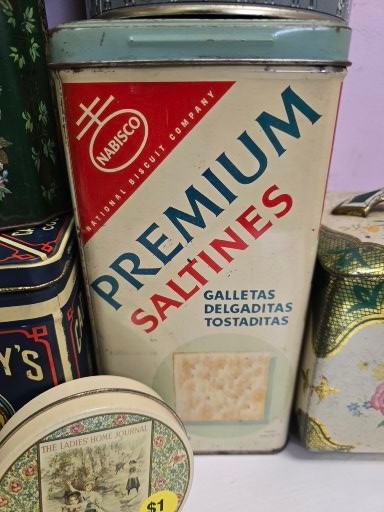 NABISCO
NATIONAL BISCUIT COMPANY
PREMIUM
SALTINES
GALLETAS
DELGADITAS
TOSTADITAS
Y'S
THE LADIES' HOME JOURNAL
$1